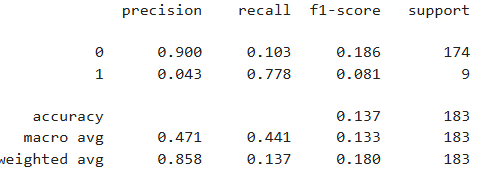 precision recall f1-score support
0 0.900 0.103 0.186 174
1 0.043 0.778 0.081 9
accuracy 0.137 183
macro avg 0.471 0.441 0.133 183
weighted avg 0.858 0.137 0.180 183